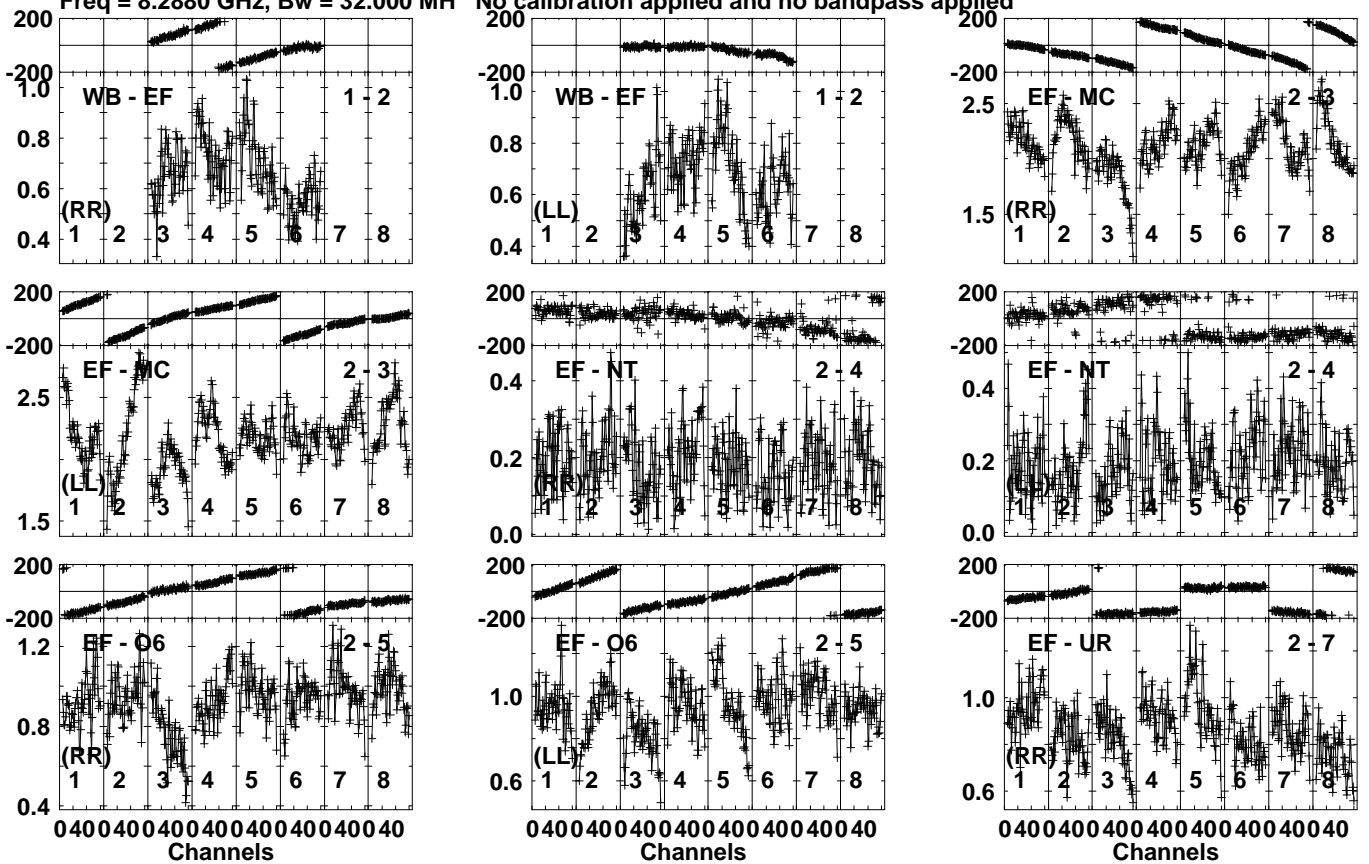 Freq = 8.2880 GHz, Bw = 32.000 MH No calibration applied and no bandpass applied
200
-200
WB - EF 1 - 2
1.0
0.8
0.6
0.4
(RR)
1 2 3 4 5 6 7 8
200
-200
WB - EF 1 - 2
1.0
0.8
0.6
0.4
(LL)
1 2 3 4 5 6 7 8
200
-200
EF - MC 2 - 3
2.5
1.5
(RR)
1 2 3 4 5 6 7 8
200
-200
EF - MC 2 - 3
2.5
1.5
(LL)
1 2 3 4 5 6 7 8
200
-200
EF - NT 2 - 4
0.4
0.2
0.0
(RR)
1 2 3 4 5 6 7 8
200
-200
EF - NT 2 - 4
0.4
0.2
0.0
(LL)
1 2 3 4 5 6 7 8
200
-200
EF - O6 2 - 5
1.2
0.8
0.4
(RR)
1 2 3 4 5 6 7 8
0 40 0 40 0 40 0 40 0 40 0 40 0 40 0 40
Channels
200
-200
EF - O6 2 - 5
1.0
0.6
(LL)
1 2 3 4 5 6 7 8
0 40 0 40 0 40 0 40 0 40 0 40 0 40 0 40
Channels
200
-200
EF - UR 2 - 7
1.0
0.6
(RR)
1 2 3 4 5 6 7 8
0 40 0 40 0 40 0 40 0 40 0 40 0 40 0 40
Channels